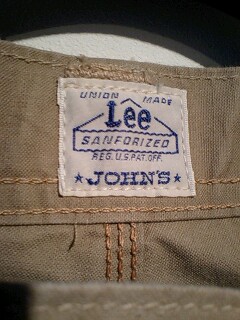 UNION MADE
Lee
SANFORIZED
REG. U.S. PAT. OFF.
★ JOHN'S ★